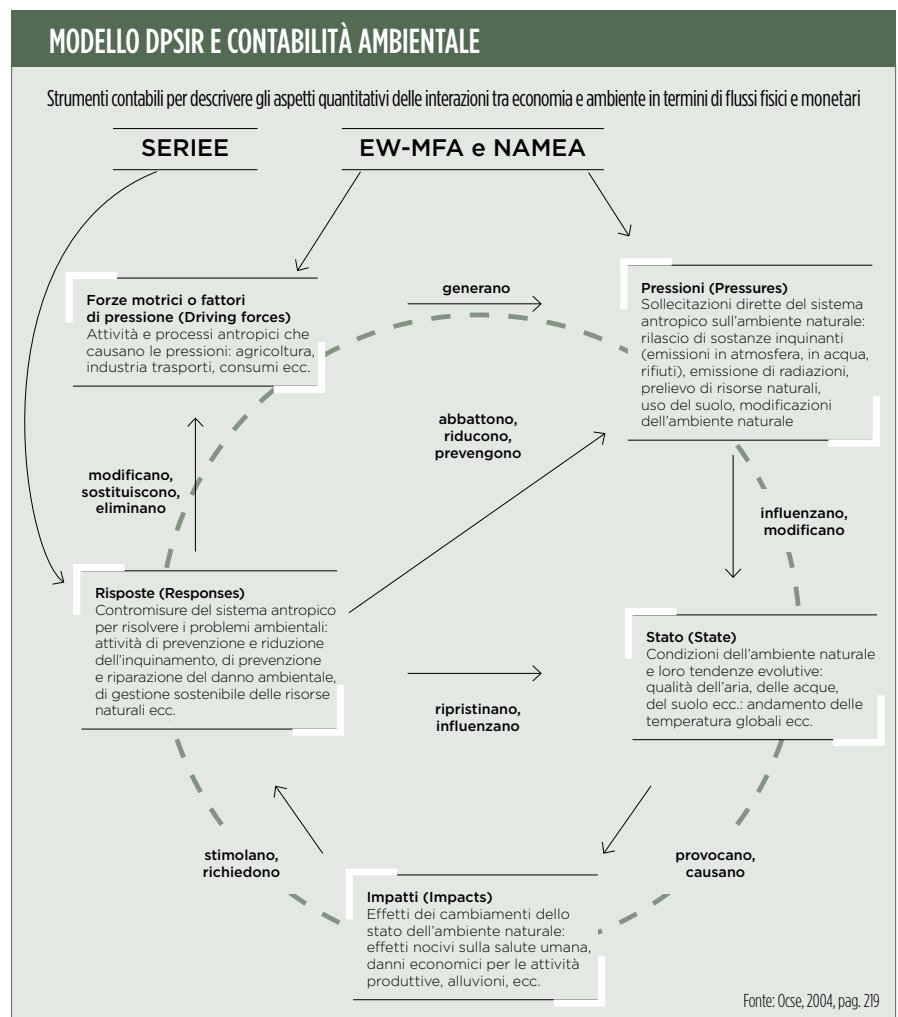 MODELLO DPSIR E CONTABILITÀ AMBIENTALE
Strumenti contabili per descrivere gli aspetti quantitativi delle interazioni tra economia e ambiente in termini di flussi fisici e monetari
SERIEE
EW-MFA e NAMEA
Forze motrici o fattori
di pressione (Driving forces)
Attività e processi antropici che
causano le pressioni: agricoltura,
industria trasporti, consumi ecc.
generano
Pressioni (Pressures)
Sollecitazioni dirette del sistema
antropico sull'ambiente naturale:
rilascio di sostanze inquinanti
(emissioni in atmosfera, in acqua,
rifiuti), emissione di radiazioni,
prelievo di risorse naturali,
uso del suolo, modificazioni
dell'ambiente naturale
abbattono,
riducono,
prevengono
modificano,
sostituiscono,
eliminano
influenzano,
modificano
Risposte (Responses)
Contromisure del sistema antropico
per risolvere i problemi ambientali:
attività di prevenzione e riduzione
dell'inquinamento, di prevenzione
e riparazione del danno ambientale,
di gestione sostenibile delle risorse
naturali ecc.
ripristinano,
influenzano
Stato (State)
Condizioni dell'ambiente naturale
e loro tendenze evolutive:
qualità dell'aria, delle acque,
del suolo ecc.: andamento delle
temperatura globali ecc.
stimolano,
richiedono
provocano,
causano
Impatti (Impacts)
Effetti dei cambiamenti dello
stato dell'ambiente naturale:
effetti nocivi sulla salute umana,
danni economici per le attività
produttive, alluvioni, ecc.
Fonte: Ocse, 2004, pag. 219